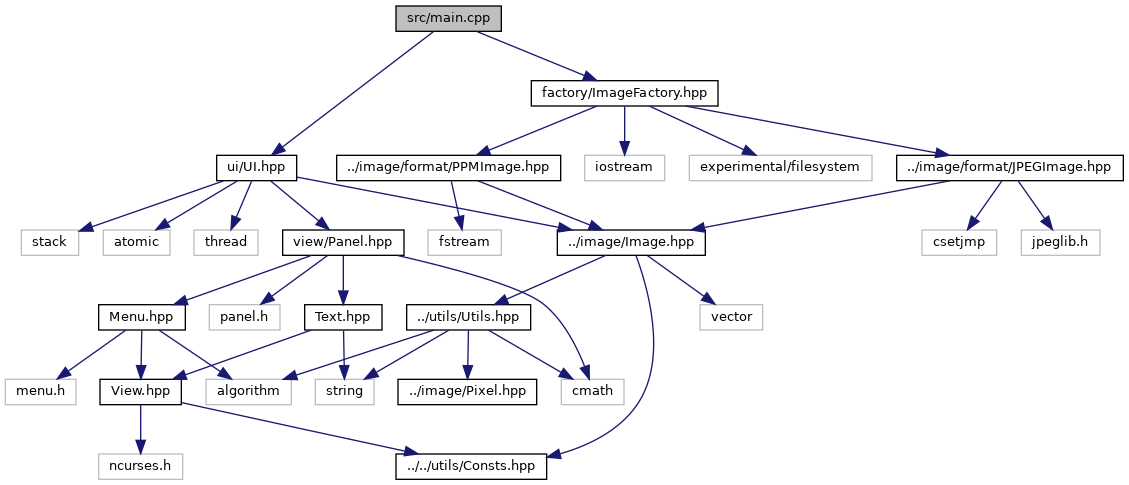 src/main.cpp
factory/ImageFactory.hpp
ui/UI.hpp
../image/format/PPMImage.hpp
iostream
experimental/filesystem
../image/format/JPEGImage.hpp
stack
atomic
thread
view/Panel.hpp
fstream
../image/Image.hpp
csetjmp
jpeglib.h
Menu.hpp
panel.h
Text.hpp
../utils/Utils.hpp
vector
menu.h
View.hpp
algorithm
string
../image/Pixel.hpp
cmath
ncurses.h
../../utils/Consts.hpp